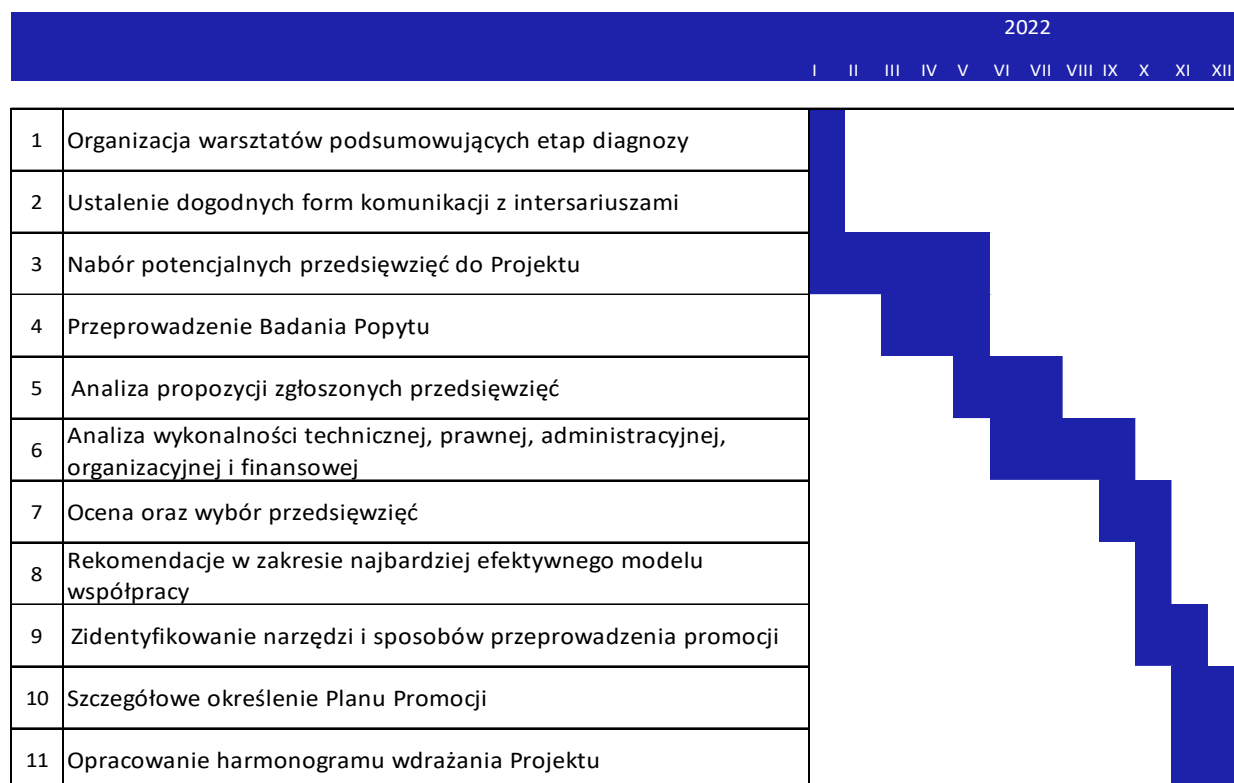 2022
I II III IV V VI VII VIII IX X XI XII
1 Organizacja warsztatów podsumowujących etap diagnozy
2 Ustalenie dogodnych form komunikacji z intersariuszami
3 Nabór potencjalnych przedsięwzięć do Projektu
4 Przeprowadzenie Badania Popytu
5 Analiza propozycji zgłoszonych przedsięwzięć
6 Analiza wykonalności technicznej, prawnej, administracyjnej,
organizacyjnej i finansowej
7 Ocena oraz wybór przedsięwzięć
8 Rekomendacje w zakresie najbardziej efektywnego modelu
współpracy
9 Zidentyfikowanie narzędzi i sposobów przeprowadzenia promocji
10 Szczegółowe określenie Planu Promocji
11 Opracowanie harmonogramu wdrażania Projektu